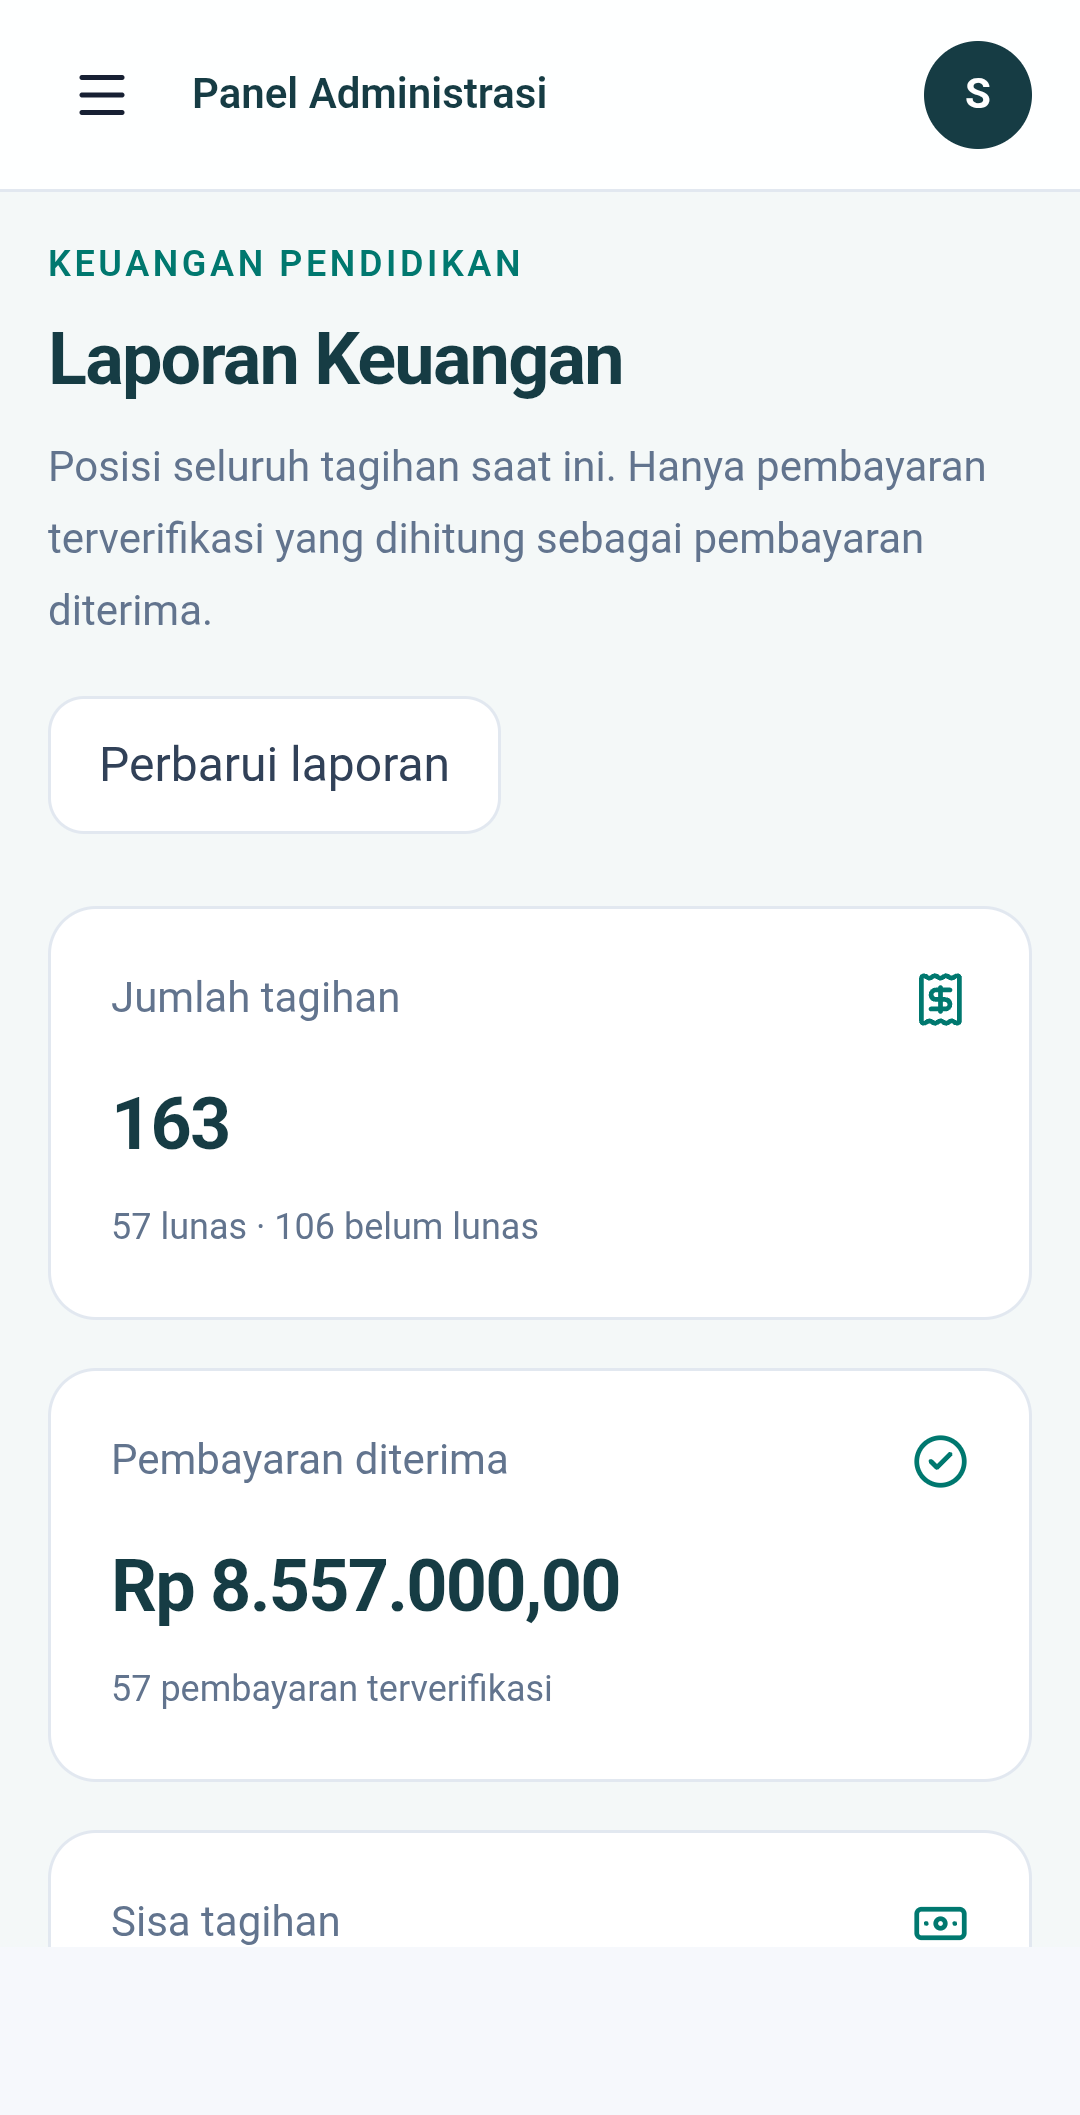 Panel Administrasi
S
KEUANGAN PENDIDIKAN
Laporan Keuangan
Posisi seluruh tagihan saat ini. Hanya pembayaran
terverifikasi yang dihitung sebagai pembayaran
diterima.
Perbarui laporan
Jumlah tagihan
163
57 lunas · 106 belum lunas
Pembayaran diterima
Rp 8.557.000,00
57 pembayaran terverifikasi
Sisa tagihan